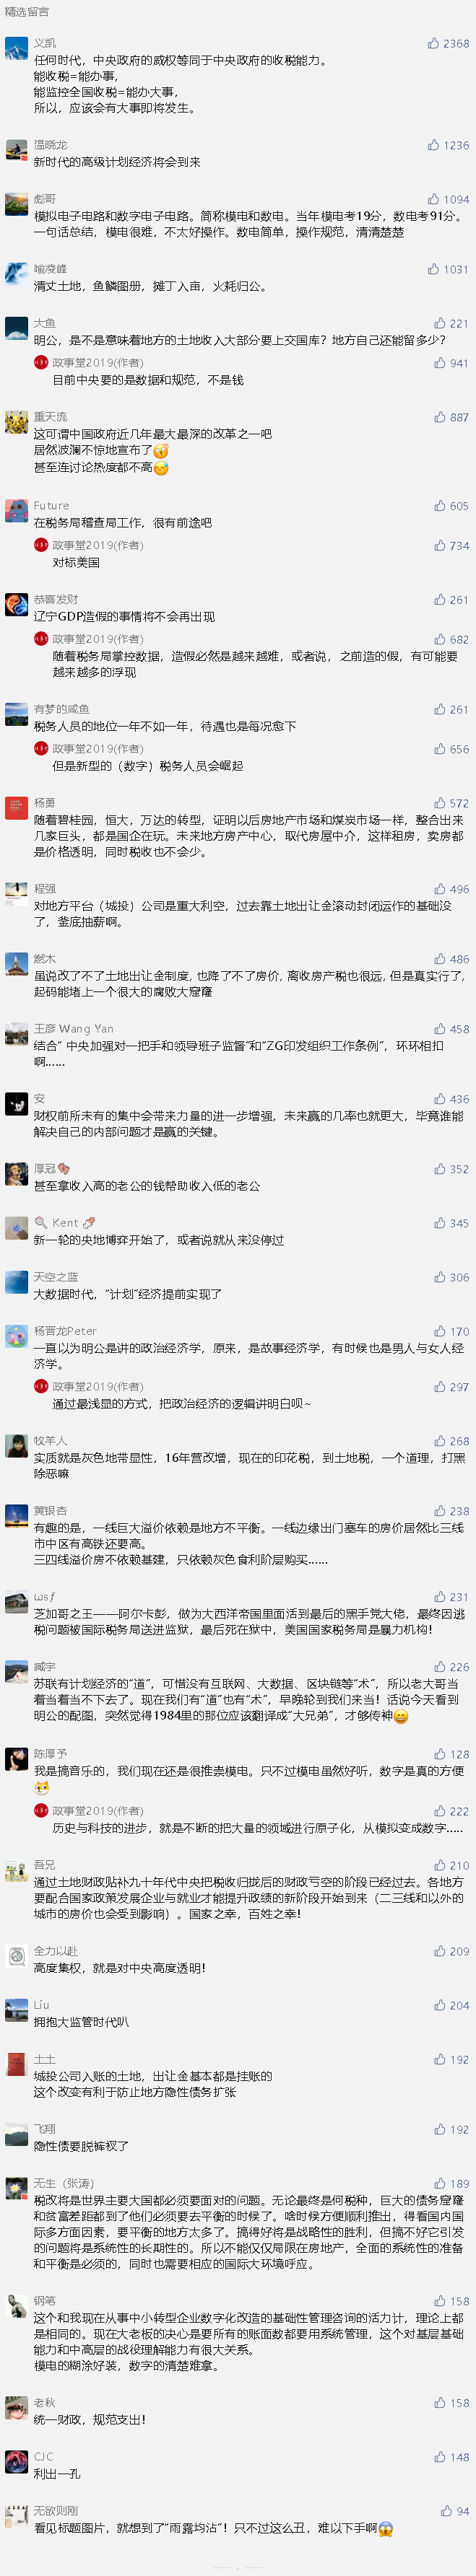 精选留言
义凯 2368
任何时代，中央政府的威权等同于中央政府的收税能力。
能收税=能办事，
能监控全国收税=能办大事，
所以，应该会有大事即将发生。
温晓龙 1236
新时代的高级计划经济将会到来
彪哥 1094
模拟电子电路和数字电子电路。简称模电和数电。当年模电考19分，数电考91分。
一句话总结，模电很难，不太好操作。数电简单，操作规范，清清楚楚
喻凌峰 1031
清丈土地，鱼鳞图册，摊丁入亩，火耗归公。
大鱼 221
明公，是不是意味着地方的土地收入大部分要上交国库？地方自己还能留多少？
政事堂2019(作者) 941
目前中央要的是数据和规范，不是钱
重天流 887
这可谓中国政府近几年最大最深的改革之一吧
居然波澜不惊地宣布了
甚至连讨论热度都不高
Future 605
在税务局稽查局工作，很有前途吧
政事堂2019(作者) 734
对标美国
恭喜发财 261
辽宁GDP造假的事情将不会再出现
政事堂2019(作者) 682
随着税务局掌控数据，造假必然是越来越难，或者说，之前造的假，有可能要
越来越多的浮现
有梦的咸鱼 261
税务人员的地位一年不如一年，待遇也是每况愈下
政事堂2019(作者) 656
但是新型的（数字）税务人员会崛起
杨勇 572
随着碧桂园，恒大，万达的转型，证明以后房地产市场和煤炭市场一样，整合出来
几家巨头，都是国企在玩。未来地方房产中心，取代房屋中介，这样租房，卖房都
是价格透明，同时税收也不会少。
程强 496
对地方平台（城投）公司是重大利空，过去靠土地出让金滚动封闭运作的基础没
了，釜底抽薪啊。
燃木 486
虽说改了不了土地出让金制度，也降了不了房价，离收房产税也很远，但是真实行了，
起码能堵上一个很大的腐败大窟窿
王彦 Wang Yan 458
结合“ 中央加强对一把手和领导班子监督”和“ZG印发组织工作条例”，环环相扣
啊......
安 436
财权前所未有的集中会带来力量的进一步增强，未来赢的几率也就更大，毕竟谁能
解决自己的内部问题才是赢的关键。
厚冠 352
甚至拿收入高的老公的钱帮助收入低的老公
Kent 345
新一轮的央地博弈开始了，或者说就从来没停过
天空之蓝 306
大数据时代，“计划”经济提前实现了
杨晋龙Peter 170
一直以为明公是讲的政治经济学，原来，是故事经济学，有时候也是男人与女人经
济学。
政事堂2019(作者) 297
通过最浅显的方式，把政治经济的逻辑讲明白呗~
牧羊人 268
实质就是灰色地带显性，16年营改增，现在的印花税，到土地税，一个道理，打黑
除恶嘛
黄银杏 238
有趣的是，一线巨大溢价依赖是地方不平衡。一线边缘出门塞车的房价居然比三线
市中区有高铁还要高。
三四线溢价房不依赖基建，只依赖灰色食利阶层购买......
ωsƒ 231
芝加哥之王——阿尔卡彭，做为大西洋帝国里面活到最后的黑手党大佬，最终因逃
税问题被国际税务局送进监狱，最后死在狱中，美国国家税务局是暴力机构！
臧宇 226
苏联有计划经济的“道”，可惜没有互联网、大数据、区块链等“术”，所以老大哥当
着当着当不下去了。现在我们有“道”也有“术”，早晚轮到我们来当！话说今天看到
明公的配图，突然觉得1984里的那位应该翻译成“大兄弟”，才够传神
陈厚予 128
我是搞音乐的，我们现在还是很推崇模电。只不过模电虽然好听，数字是真的方便
政事堂2019(作者) 222
历史与科技的进步，就是不断的把大量的领域进行原子化，从模拟变成数字.....
吾兄 210
通过土地财政贴补九十年代中央把税收归拢后的财政亏空的阶段已经过去。各地方
要配合国家政策发展企业与就业才能提升政绩的新阶段开始到来（二三线和以外的
城市的房价也会受到影响）。国家之幸，百姓之幸！
全力以赴 209
高度集权，就是对中央高度透明！
Liu 204
拥抱大监管时代叭
土土 192
城投公司入账的土地，出让金基本都是挂账的
这个改变有利于防止地方隐性债务扩张
飞翔 192
隐性债要脱裤衩了
无生（张涛） 189
税改将是世界主要大国都必须要面对的问题。无论最终是何税种，巨大的债务窟窿
和贫富差距都到了他们必须要去平衡的时候了。啥时候方便顺利推出，得看国内国
际多方面因素，要平衡的地方太多了。搞得好将是战略性的胜利，但搞不好它引发
的问题将是系统性的长期性的。所以不能仅仅局限在房地产，全面的系统性的准备
和平衡是必须的，同时也需要相应的国际大环境呼应。
钢笔 158
这个和我现在从事中小转型企业数字化改造的基础性管理咨询的活力计，理论上都
是相同的。现在大老板的决心是要所有的账面数都要用系统管理，这个对基层基础
能力和中高层的战役理解能力有很大关系。
模电的糊涂好装，数字的清楚难拿。
老秋 158
统一财政，规范支出！
CJC 148
利出一孔
无欲则刚 94
看见标题图片，就想到了“雨露均沾”！只不过这么丑，难以下手啊